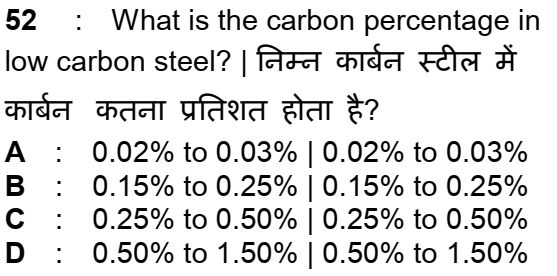 52 : What is the carbon percentage in
low carbon steel? | निम्न कार्बन स्टील में
कार्बन कतना प्रतिशत होता है?
A : 0.02% to 0.03% | 0.02% to 0.03%
B : 0.15% to 0.25% | 0.15% to 0.25%
C : 0.25% to 0.50% | 0.25% to 0.50%
D : 0.50% to 1.50% | 0.50% to 1.50%